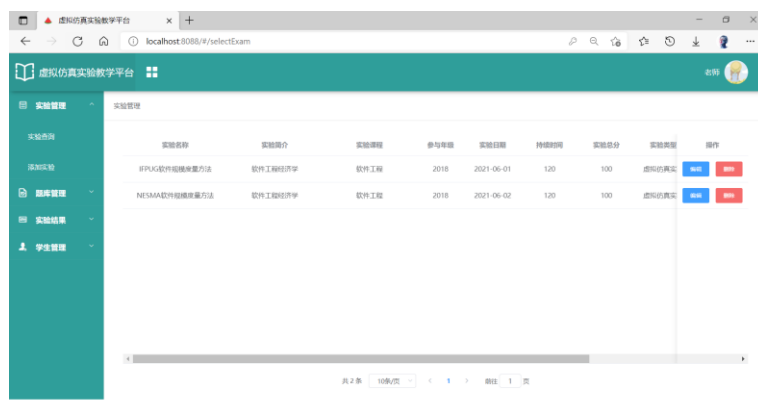 虚拟仿真实验教学平台
localhost:8088/#/selectExam
虚拟仿真实验教学平台
老师
实验管理
实验管理
实验查询
添加实验
题库管理
实验结果
学生管理
实验名称 实验简介 实验课程 参与年级 实验日期 持续时间 实验总分 实验类型 操作
IFPUG软件规模度量方法 软件工程经济学 软件工程 2018 2021-06-01 120 100 虚拟仿真实 编辑 删除
NESMA软件规模度量方法 软件工程经济学 软件工程 2018 2021-06-02 120 100 虚拟仿真实 编辑 删除
共 2 条 10条/页 1 前往 1 页